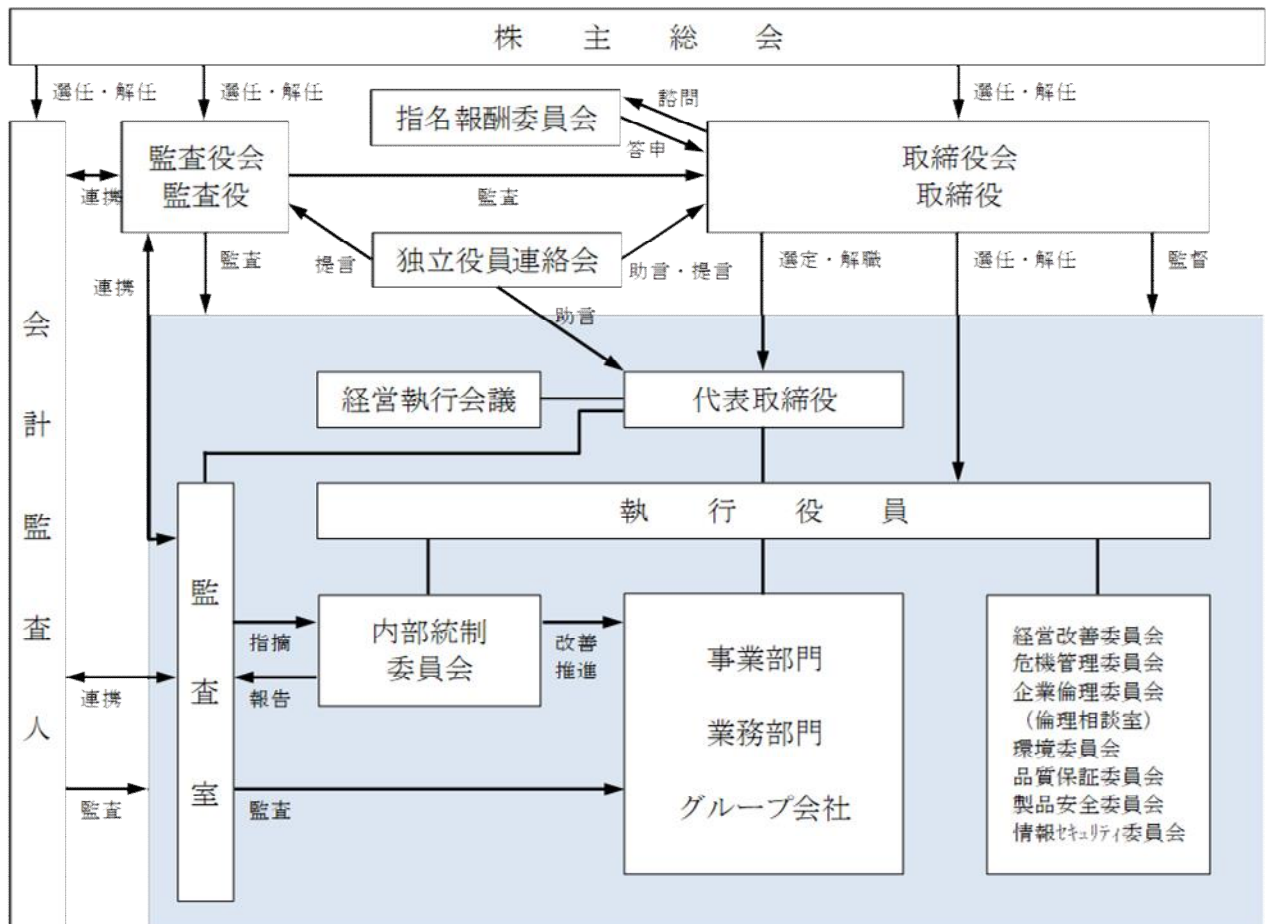 株主総会
選任・解任
選任・解任
選任・解任
指名報酬委員会
諮問
答申
監査役会
監査役
取締役会
取締役
連携
監査
独立役員連絡会
監査
提言
助言・提言
選定・解職
選任・解任
監督
連携
助言
会計監査人
経営執行会議
代表取締役
執行役員
監査室
指摘
報告
内部統制
委員会
改善
推進
事業部門
業務部門
グループ会社
経営改善委員会
危機管理委員会
企業倫理委員会
（倫理相談室）
環境委員会
品質保証委員会
製品安全委員会
情報ｾｷｭﾘﾃｨ委員会
連携
監査
監査